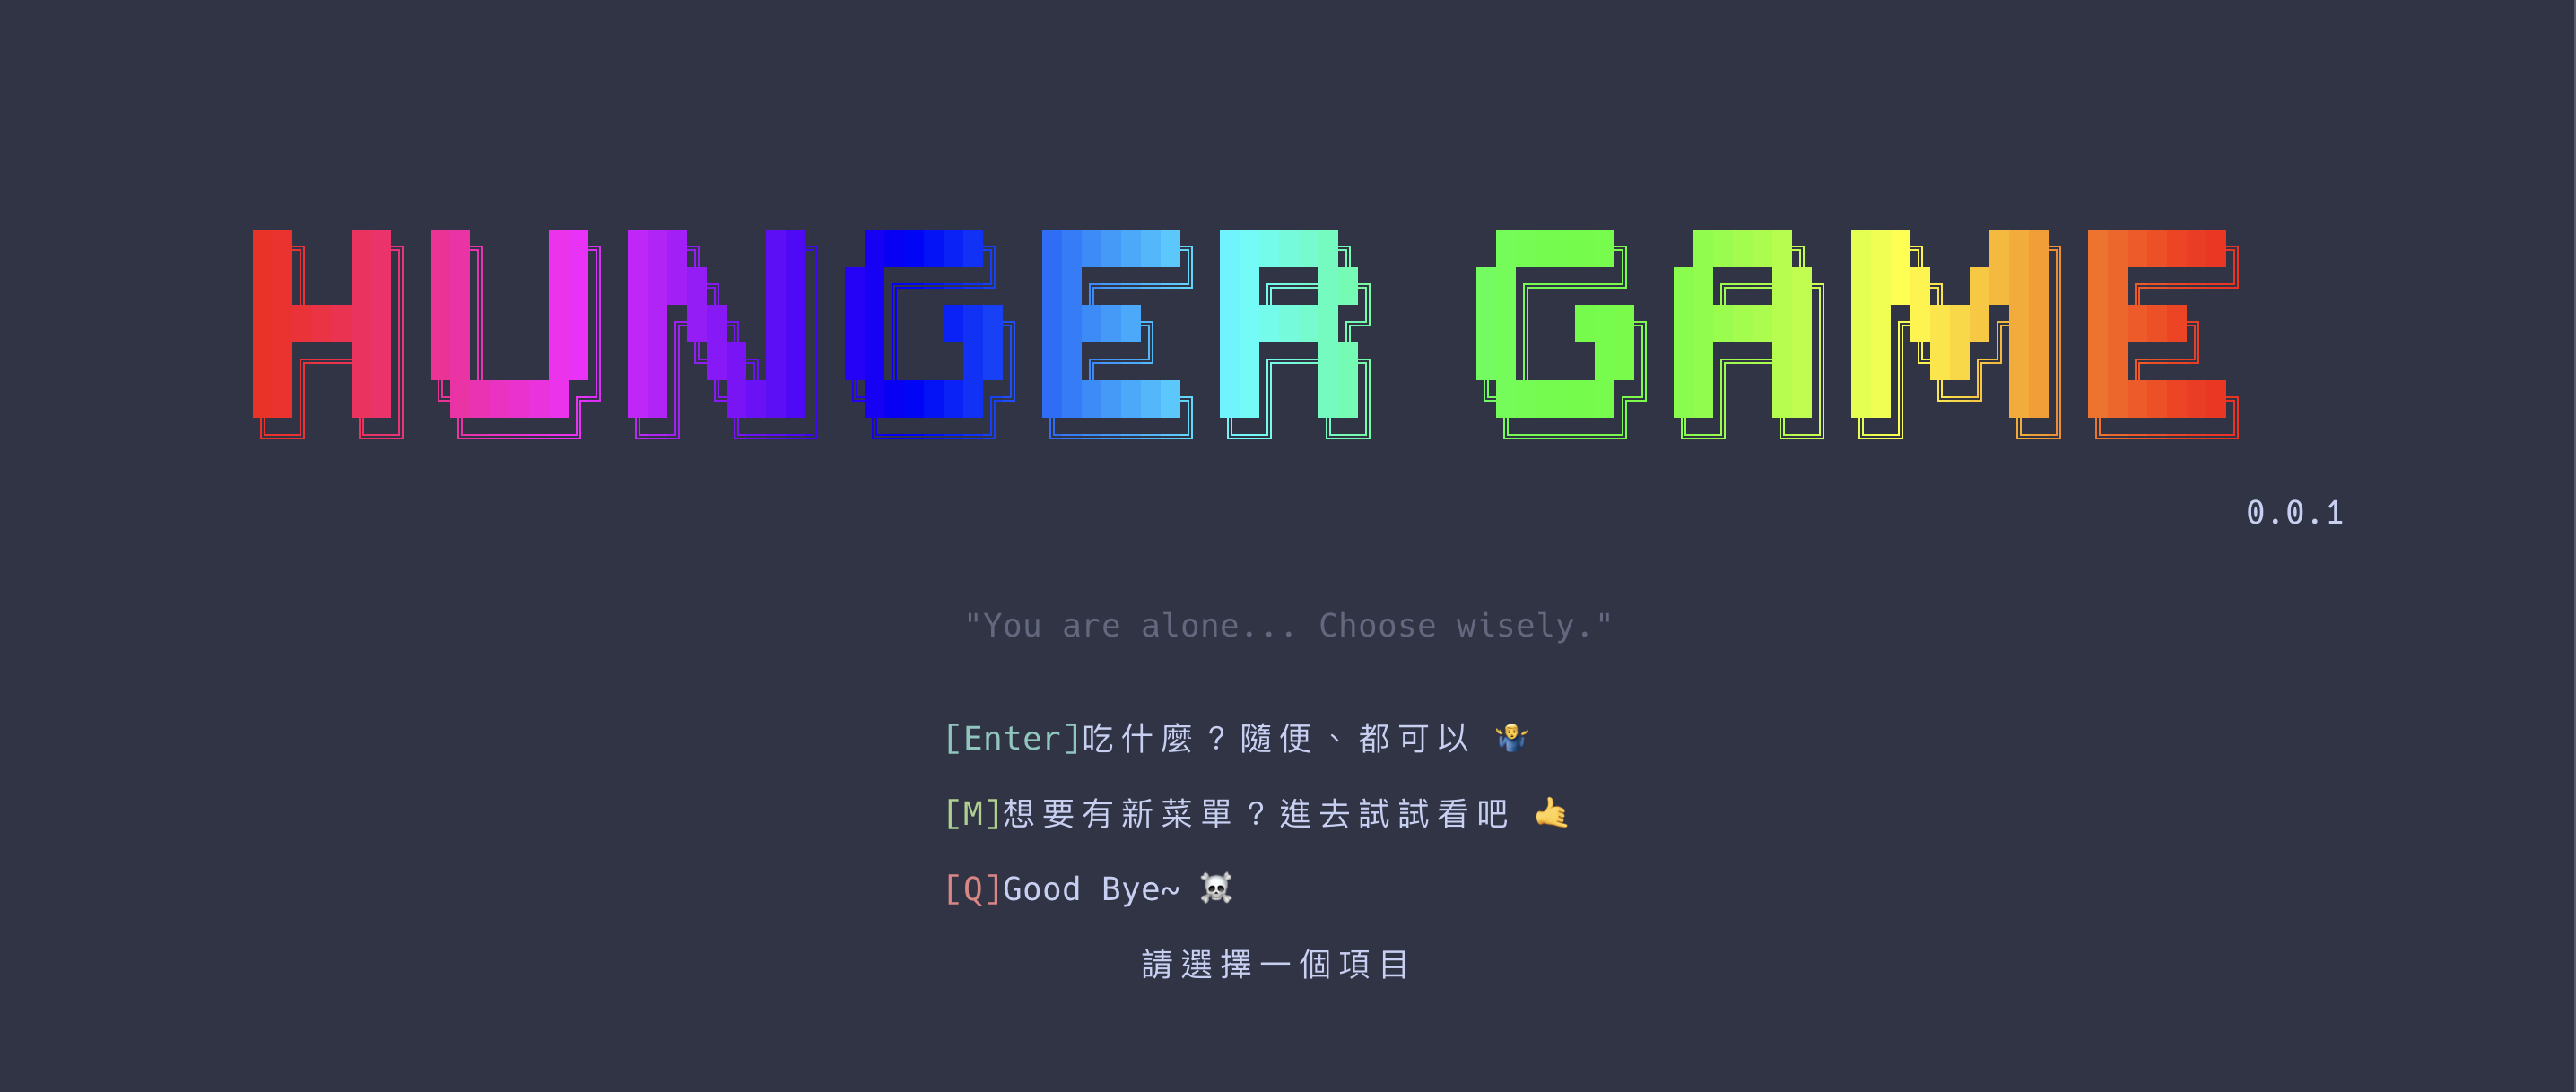 HUNGER GAME
0.0.1
"You are alone... Choose wisely."
[Enter]吃什麼？隨便、都可以 🤷‍♂️
[M]想要有新菜單？進去試試看吧 🤙
[Q]Good Bye~ ☠️
請選擇一個項目